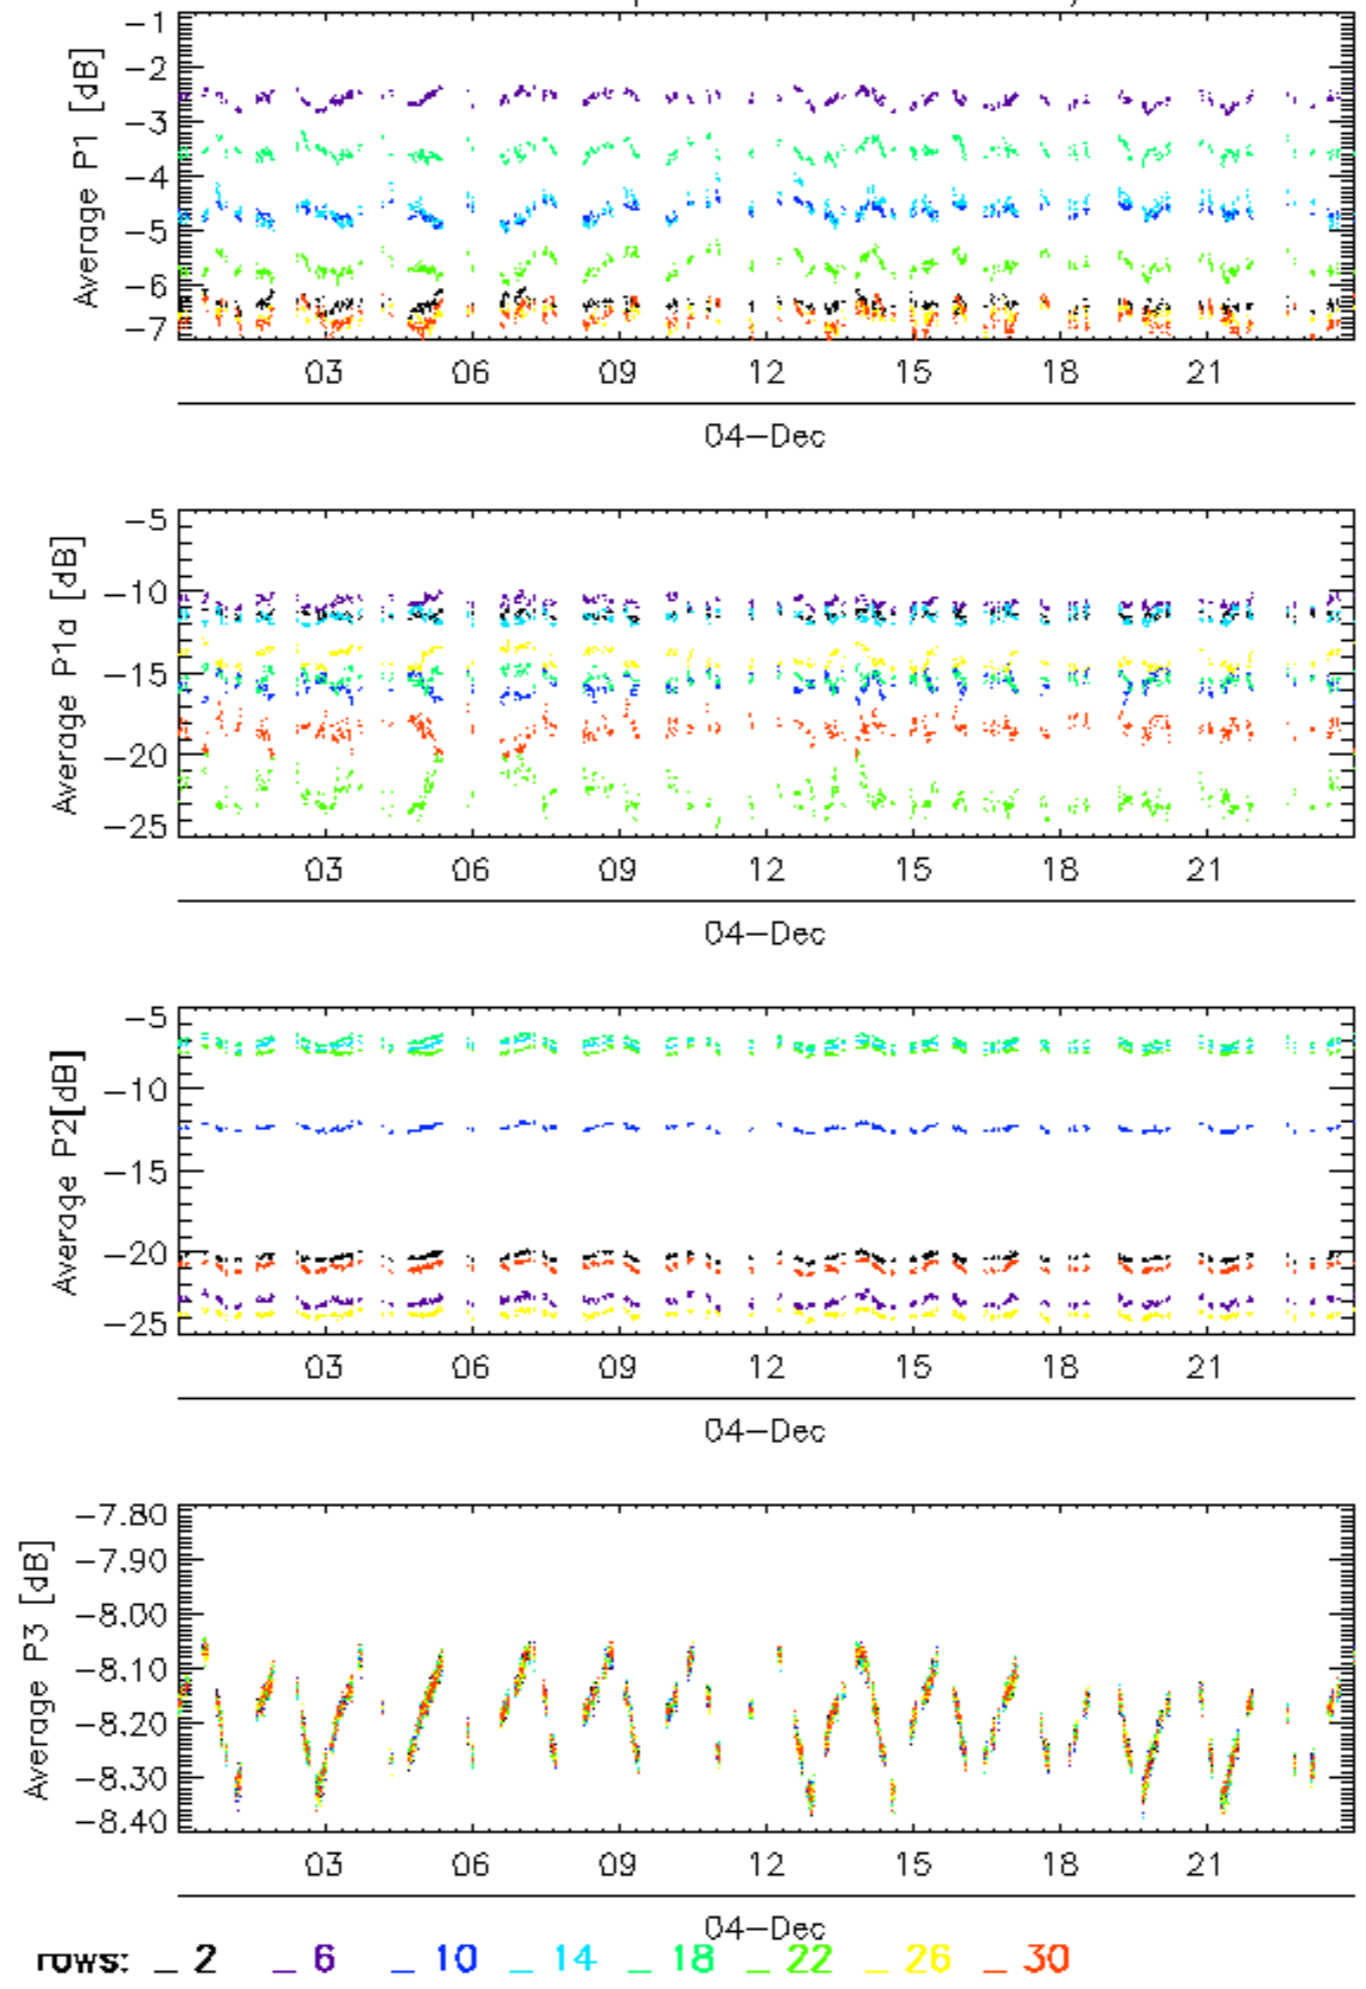 Average P1 [dB]
-1
-2
-3
-4
-5
-6
-7
03 06 09 12 15 18 21
04-Dec
Average P1a [dB]
-5
-10
-15
-20
-25
03 06 09 12 15 18 21
04-Dec
Average P2[dB]
-5
-10
-15
-20
-25
03 06 09 12 15 18 21
04-Dec
Average P3 [dB]
-7.80
-7.90
-8.00
-8.10
-8.20
-8.30
-8.40
03 06 09 12 15 18 21
04-Dec
rows: _ 2 _ 6 _ 10 _ 14 _ 18 _ 22 _ 26 _ 30